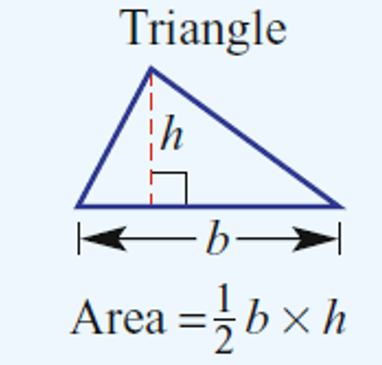 Triangle
h
b
Area = 1/2 b × h